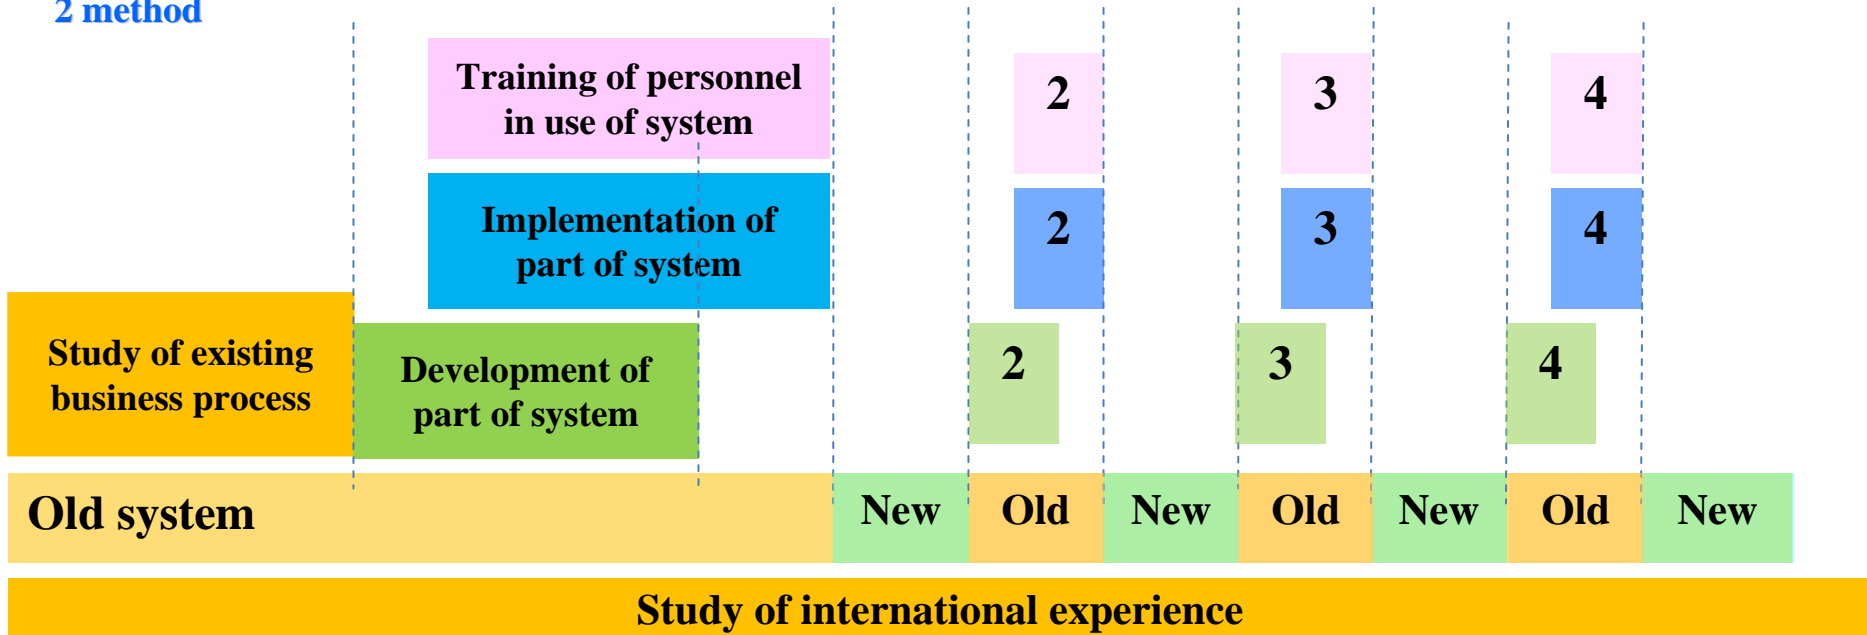 2 method
Training of personnel
in use of system
2
3
4
Implementation of
part of system
2
3
4
Study of existing
business process
Development of
part of system
2
3
4
Old system
New
Old
New
Old
New
Old
New
Study of international experience